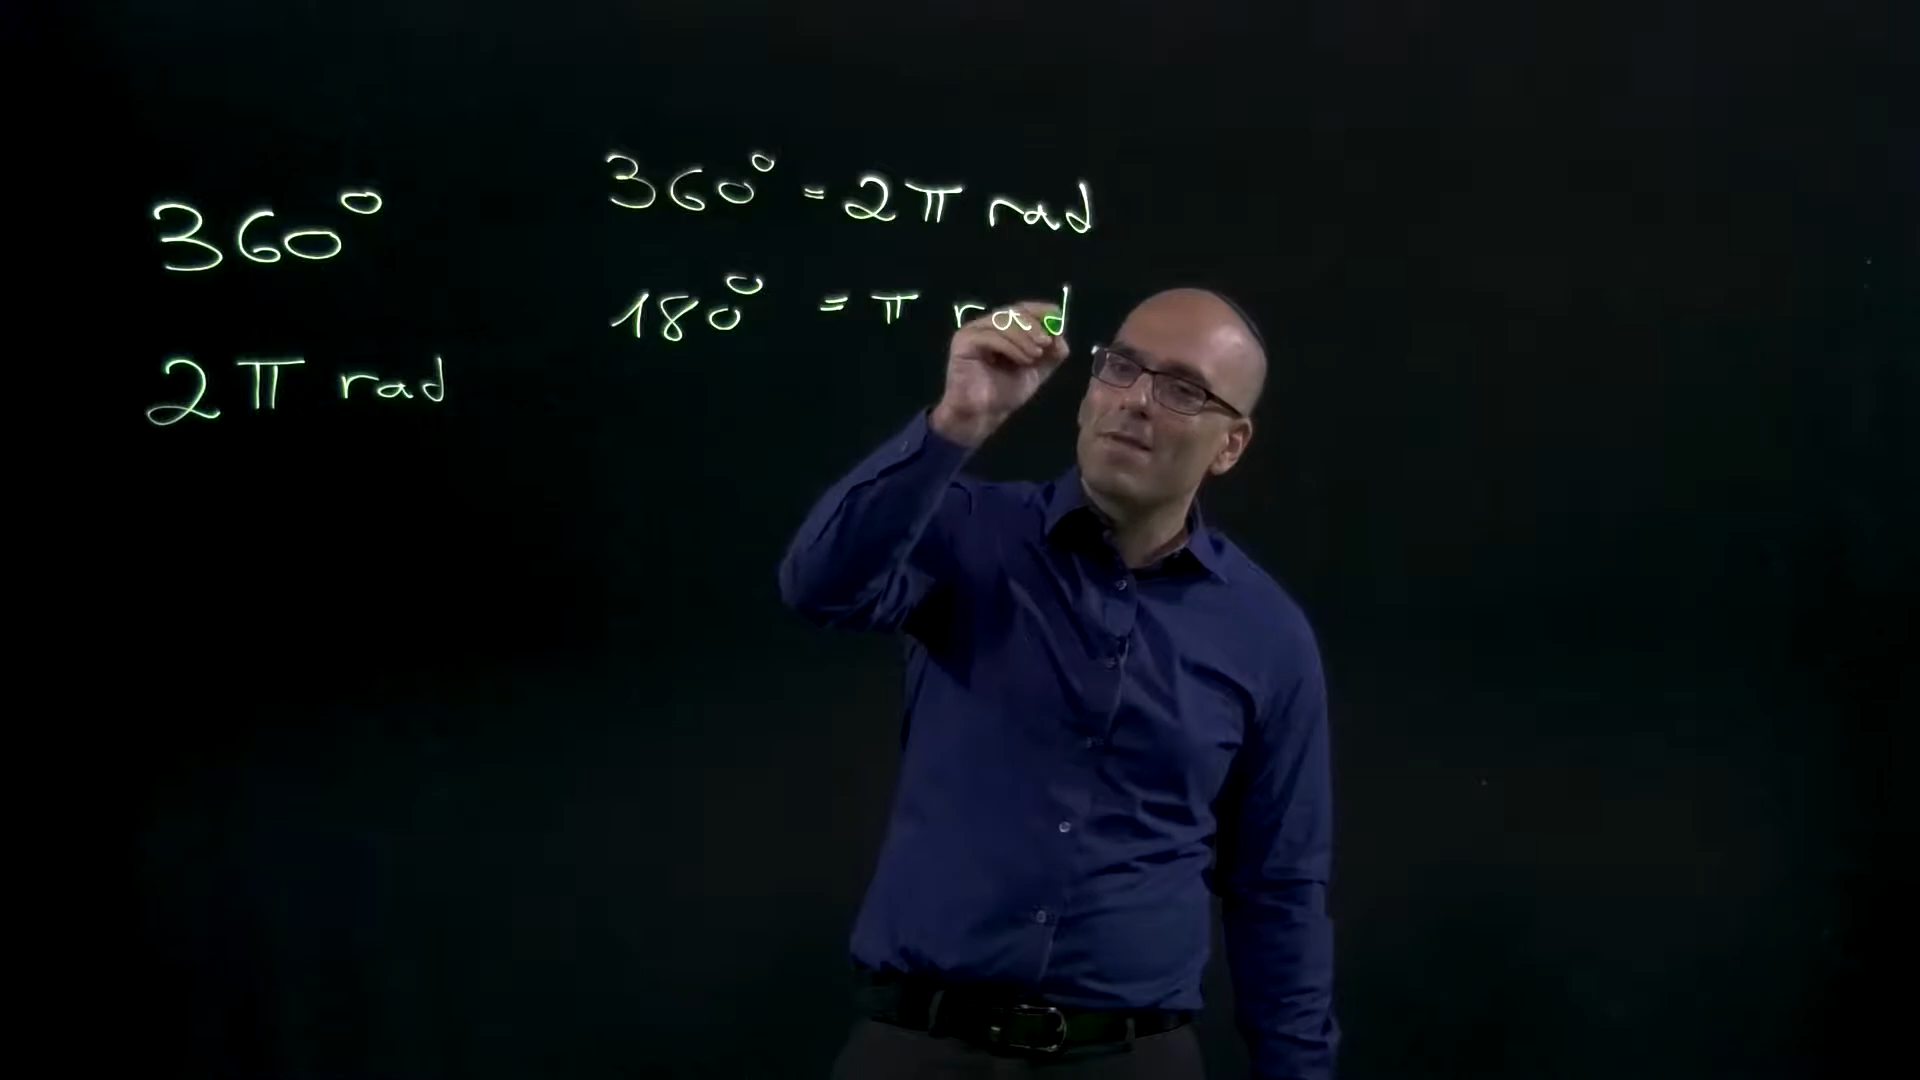 360°
2π rad
360° = 2π rad
180° = π rad